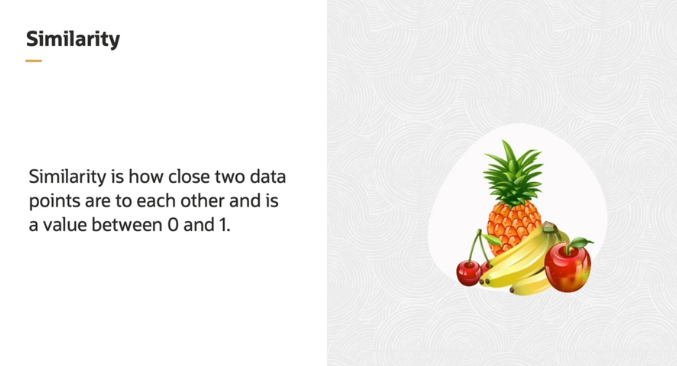 Similarity
Similarity is how close two data
points are to each other and is
a value between 0 and 1.